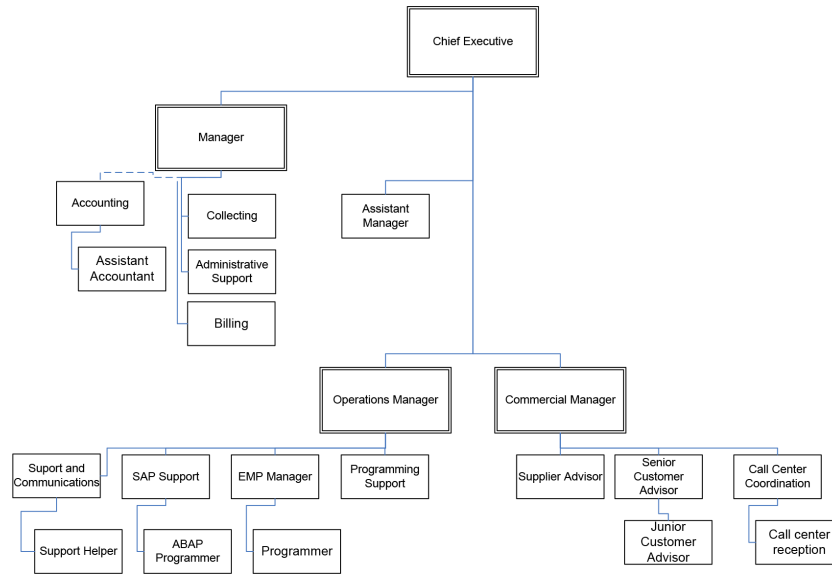 Chief Executive
Manager
Accounting
Assistant
Accountant
Collecting
Administrative
Support
Billing
Assistant
Manager
Operations Manager
Commercial Manager
Suport and
Communications
SAP Support
EMP Manager
Programming
Support
Supplier Advisor
Senior
Customer
Advisor
Call Center
Coordination
Support Helper
ABAP
Programmer
Programmer
Junior
Customer
Advisor
Call center
reception